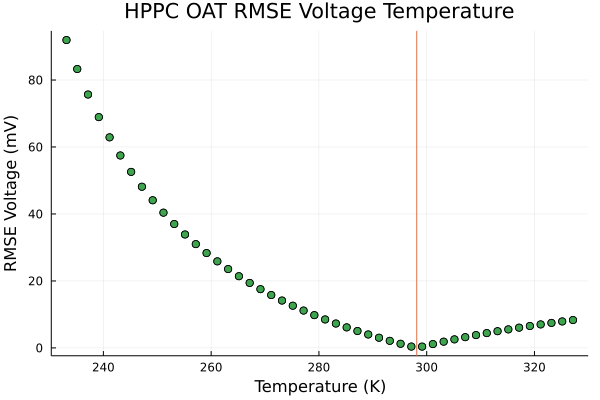 HPPC OAT RMSE Voltage Temperature
RMSE Voltage (mV)
80
60
40
20
0
240 260 280 300 320
Temperature (K)